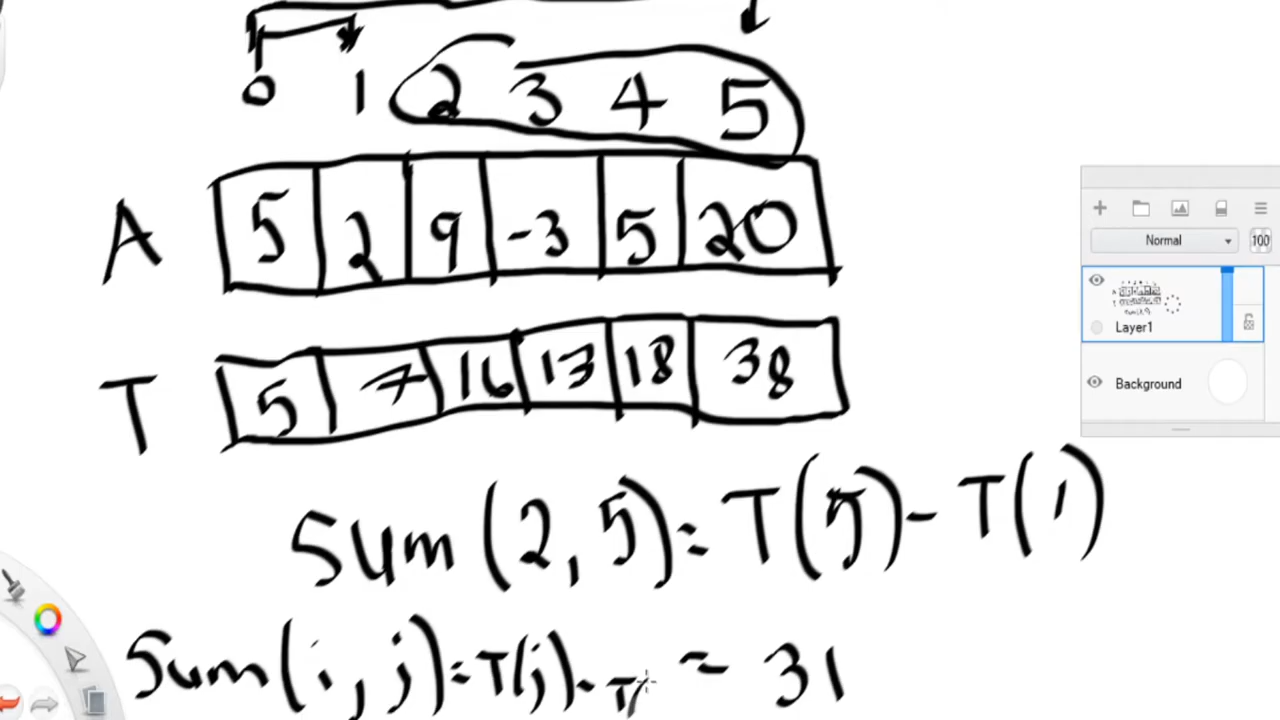 0 1 2 3 4 5
A 5 2 9 -3 5 20
T 5 7 16 13 18 38
Sum (2, 5) = T(5) - T(1)
Sum(i, j) = T(j) - T( = 31
Normal
100
Layer1
Background